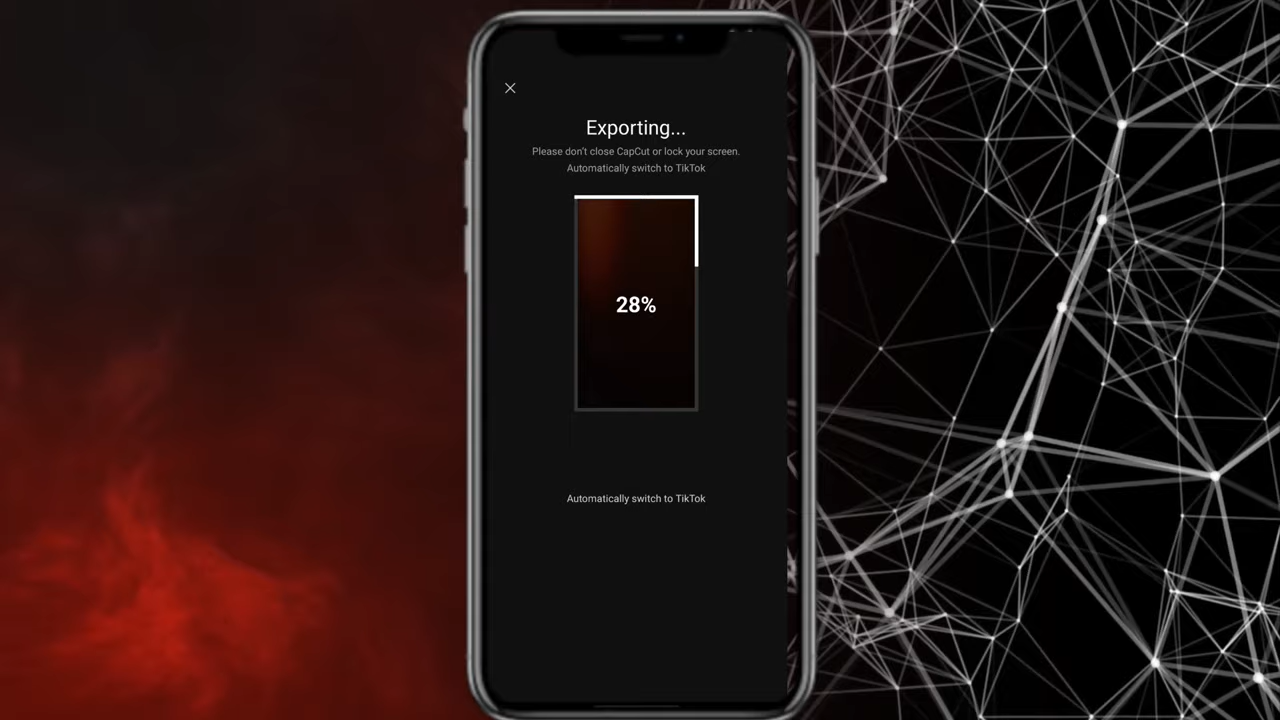 Exporting...
Please don't close CapCut or lock your screen.
Automatically switch to TikTok
28%
Automatically switch to TikTok